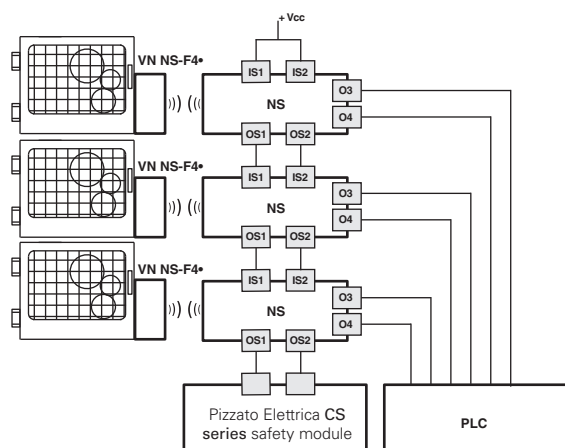 + Vcc
VN NS-F4•
IS1 IS2
NS
O3
O4
OS1 OS2
VN NS-F4•
IS1 IS2
NS
O3
O4
OS1 OS2
VN NS-F4•
IS1 IS2
NS
O3
O4
OS1 OS2
Pizzato Elettrica CS
series safety module
PLC